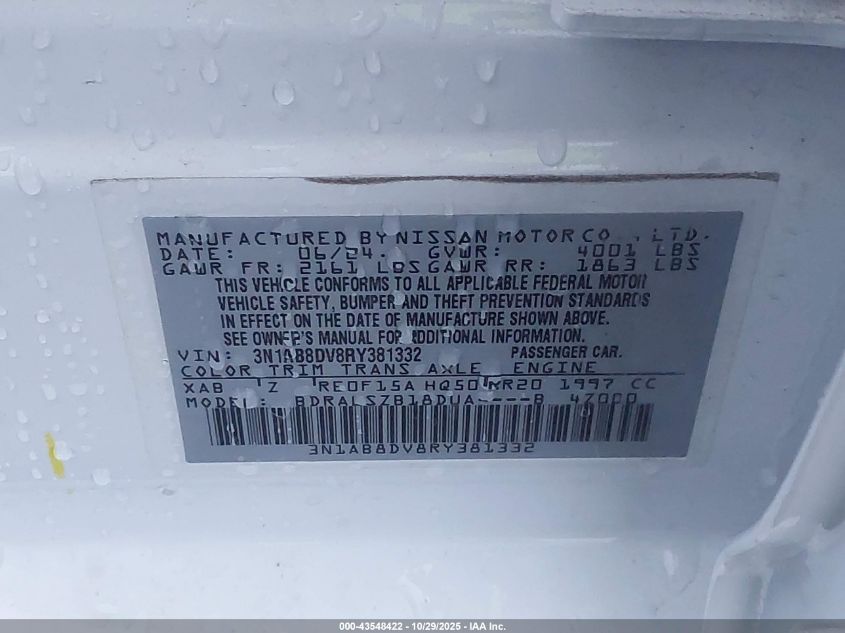 MANUFACTURED BY NISSAN MOTOR CO., LTD.
DATE: 06/24. GVWR: 4001 LBS
GAWR FR: 2161 LBS GAWR RR: 1863 LBS
THIS VEHICLE CONFORMS TO ALL APPLICABLE FEDERAL MOTOR
VEHICLE SAFETY, BUMPER AND THEFT PREVENTION STANDARDS
IN EFFECT ON THE DATE OF MANUFACTURE SHOWN ABOVE.
SEE OWNER'S MANUAL FOR ADDITIONAL INFORMATION.
VIN: 3N1AB8DV8RY381332 PASSENGER CAR.
COLOR TRIM TRANS AXLE ENGINE
XAB Z RE0F15A HQ50 MR20 1997 CC
MODEL: BDRALSZB18DUA----B 47000
3N1AB8DV8RY381332
000-43548422 - 10/29/2025 - IAA Inc.